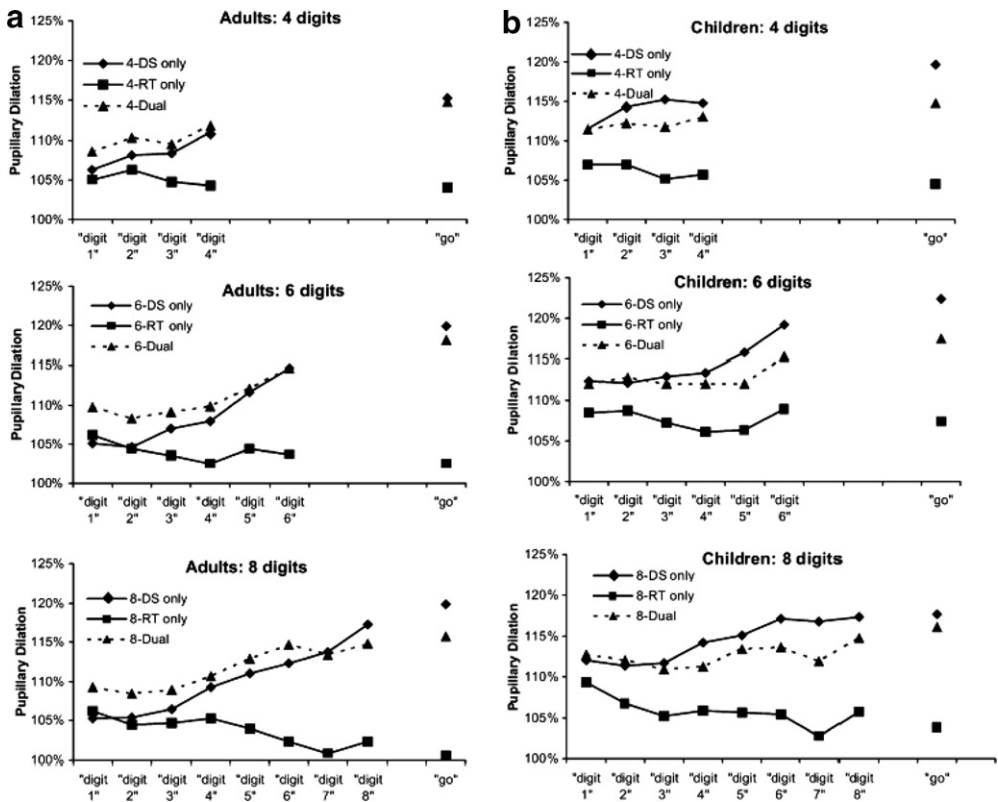 a
Adults: 4 digits
Pupillary Dilation
125%
120%
115%
110%
105%
100%
4-DS only
4-RT only
4-Dual
"digit 1"
"digit 2"
"digit 3"
"digit 4"
"go"
Adults: 6 digits
Pupillary Dilation
125%
120%
115%
110%
105%
100%
6-DS only
6-RT only
6-Dual
"digit 1"
"digit 2"
"digit 3"
"digit 4"
"digit 5"
"digit 6"
"go"
Adults: 8 digits
Pupillary Dilation
125%
120%
115%
110%
105%
100%
8-DS only
8-RT only
8-Dual
"digit 1"
"digit 2"
"digit 3"
"digit 4"
"digit 5"
"digit 6"
"digit 7"
"digit 8"
"go"
b
Children: 4 digits
Pupillary Dilation
125%
120%
115%
110%
105%
100%
4-DS only
4-RT only
4-Dual
"digit 1"
"digit 2"
"digit 3"
"digit 4"
"go"
Children: 6 digits
Pupillary Dilation
125%
120%
115%
110%
105%
100%
6-DS only
6-RT only
6-Dual
"digit 1"
"digit 2"
"digit 3"
"digit 4"
"digit 5"
"digit 6"
"go"
Children: 8 digits
Pupillary Dilation
125%
120%
115%
110%
105%
100%
8-DS only
8-RT only
8-Dual
"digit 1"
"digit 2"
"digit 3"
"digit 4"
"digit 5"
"digit 6"
"digit 7"
"digit 8"
"go"